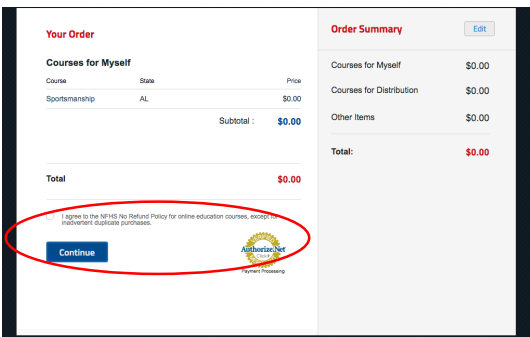 Your Order
Courses for Myself
Course State Price
Sportsmanship AL $0.00
Subtotal : $0.00
Total $0.00
I agree to the NFHS No Refund Policy for online education courses, except for
inadvertent duplicate purchases.
Continue
Authorize.Net
Click
Payment Processing
Order Summary Edit
Courses for Myself $0.00
Courses for Distribution $0.00
Other Items $0.00
Total: $0.00